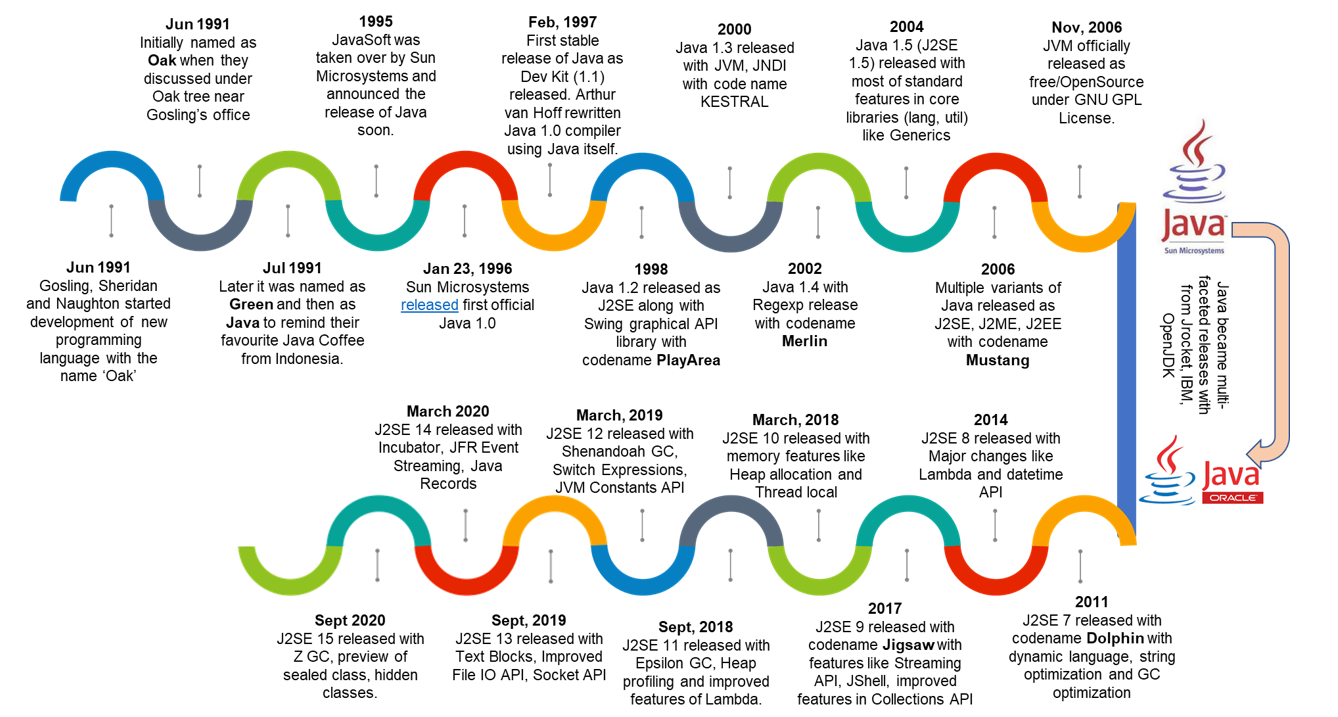 Jun 1991
Initially named as
Oak when they
discussed under
Oak tree near
Gosling's office
1995
JavaSoft was
taken over by Sun
Microsystems and
announced the
release of Java
soon.
Feb, 1997
First stable
release of Java as
Dev Kit (1.1)
released. Arthur
van Hoff rewritten
Java 1.0 compiler
using Java itself.
2000
Java 1.3 released
with JVM, JNDI
with code name
KESTRAL
2004
Java 1.5 (J2SE
1.5) released with
most of standard
features in core
libraries (lang, util)
like Generics
Nov, 2006
JVM officially
released as
free/OpenSource
under GNU GPL
License.
Jun 1991
Gosling, Sheridan
and Naughton started
development of new
programming
language with the
name ‘Oak’
Jul 1991
Later it was named as
Green and then as
Java to remind their
favourite Java Coffee
from Indonesia.
Jan 23, 1996
Sun Microsystems
released first official
Java 1.0
1998
Java 1.2 released as
J2SE along with
Swing graphical API
library with
codename PlayArea
2002
Java 1.4 with
Regexp release
with codename
Merlin
2006
Multiple variants of
Java released as
J2SE, J2ME, J2EE
with codename
Mustang
Java™
Sun Microsystems
Java became multi-
faceted releases with
from Jrocket, IBM,
OpenJDK
Java
ORACLE
March 2020
J2SE 14 released with
Incubator, JFR Event
Streaming, Java
Records
March, 2019
J2SE 12 released with
Shenandoah GC,
Switch Expressions,
JVM Constants API
March, 2018
J2SE 10 released with
memory features like
Heap allocation and
Thread local
2014
J2SE 8 released with
Major changes like
Lambda and datetime
API
Sept 2020
J2SE 15 released with
Z GC, preview of
sealed class, hidden
classes.
Sept, 2019
J2SE 13 released with
Text Blocks, Improved
File IO API, Socket API
Sept, 2018
J2SE 11 released with
Epsilon GC, Heap
profiling and improved
features of Lambda.
2017
J2SE 9 released with
codename Jigsaw with
features like Streaming
API, JShell, improved
features in Collections API
2011
J2SE 7 released with
codename Dolphin with
dynamic language, string
optimization and GC
optimization